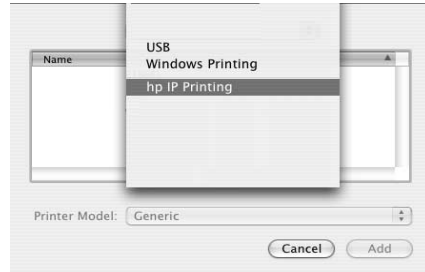 USB
Windows Printing
Name
hp IP Printing
Printer Model: Generic
Cancel Add